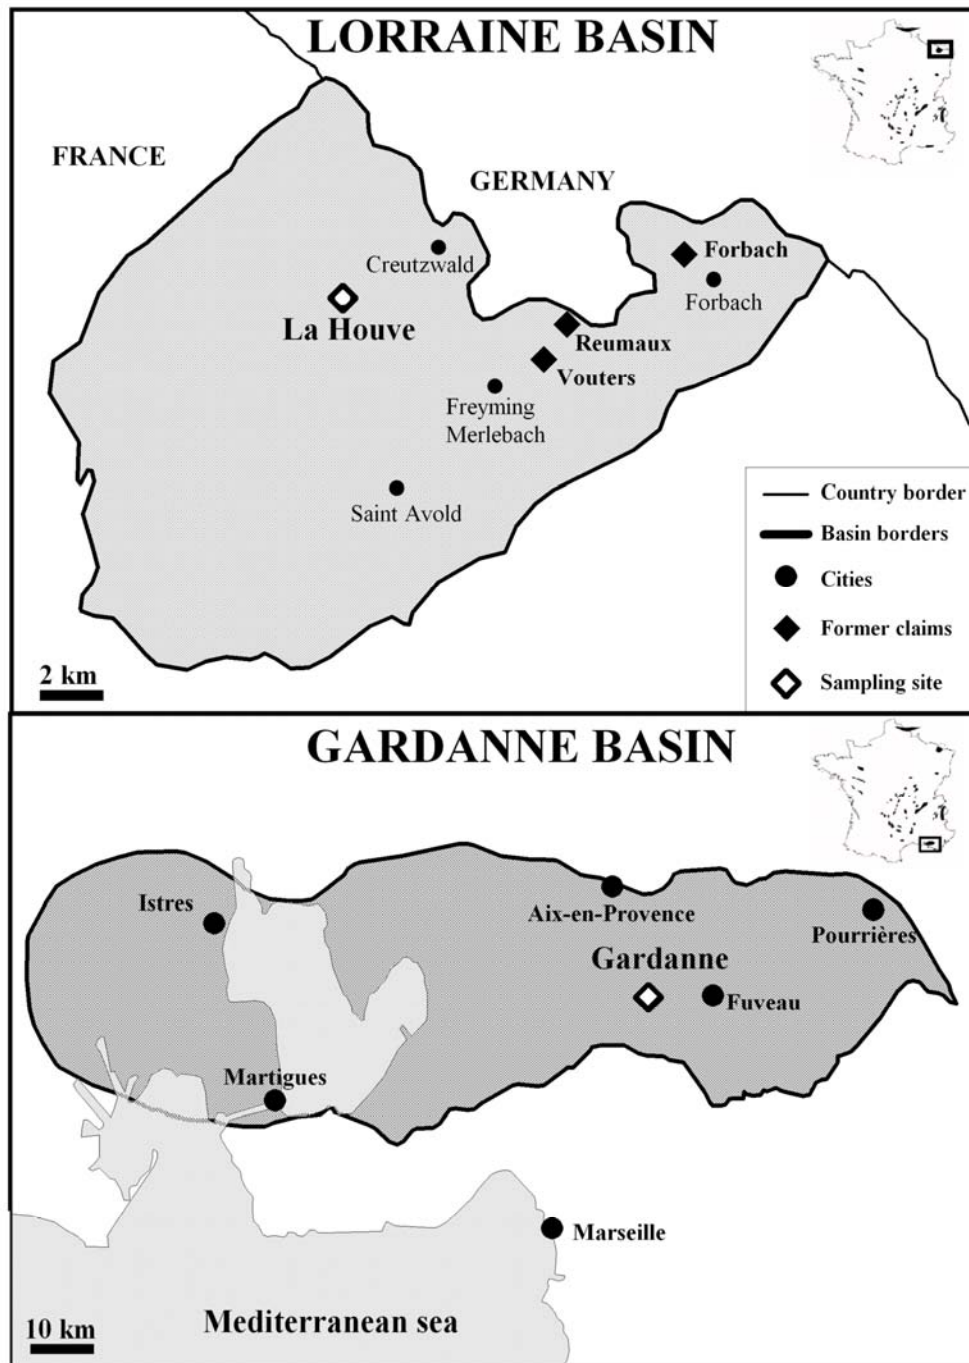 LORRAINE BASIN
FRANCE
GERMANY
Creutzwald
Forbach
Forbach
La Houve
Reumaux
Vouters
Freyming
Merlebach
Saint Avold
Country border
Basin borders
Cities
Former claims
Sampling site
2 km
GARDANNE BASIN
Istres
Aix-en-Provence
Pourrières
Gardanne
Fuveau
Martigues
Marseille
Mediterranean sea
10 km